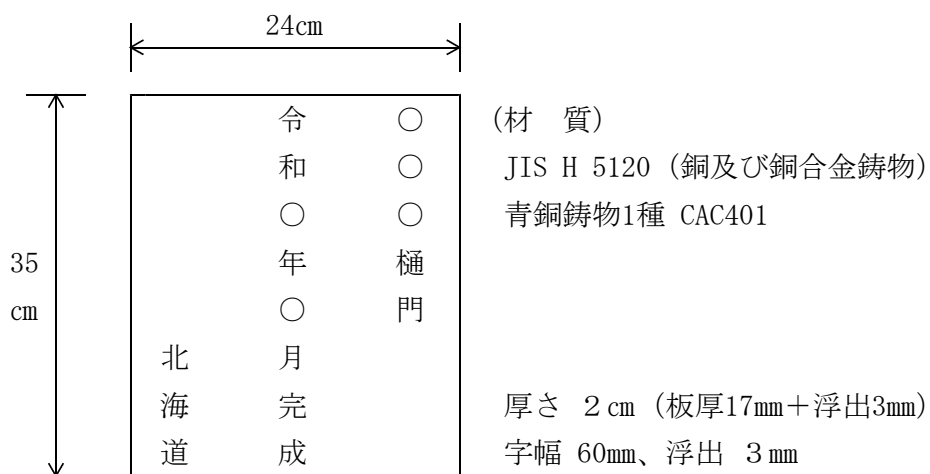 24cm
35
cm
○○○樋門
令和○年○月完成
北海道
(材　質)
JIS H 5120 (銅及び銅合金鋳物)
青銅鋳物1種 CAC401
厚さ ２cm (板厚17mm＋浮出3mm)
字幅 60mm、浮出 ３mm